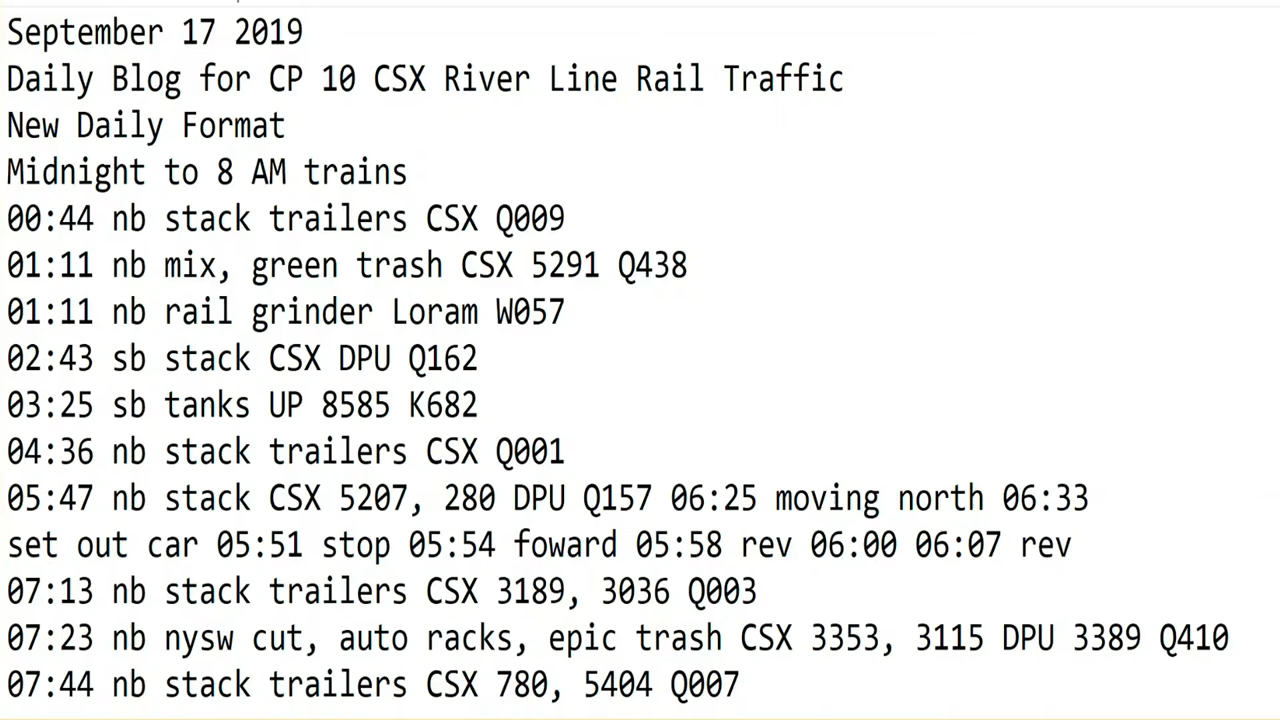 September 17 2019
Daily Blog for CP 10 CSX River Line Rail Traffic
New Daily Format
Midnight to 8 AM trains
00:44 nb stack trailers CSX Q009
01:11 nb mix, green trash CSX 5291 Q438
01:11 nb rail grinder Loram W057
02:43 sb stack CSX DPU Q162
03:25 sb tanks UP 8585 K682
04:36 nb stack trailers CSX Q001
05:47 nb stack CSX 5207, 280 DPU Q157 06:25 moving north 06:33
set out car 05:51 stop 05:54 foward 05:58 rev 06:00 06:07 rev
07:13 nb stack trailers CSX 3189, 3036 Q003
07:23 nb nysw cut, auto racks, epic trash CSX 3353, 3115 DPU 3389 Q410
07:44 nb stack trailers CSX 780, 5404 Q007